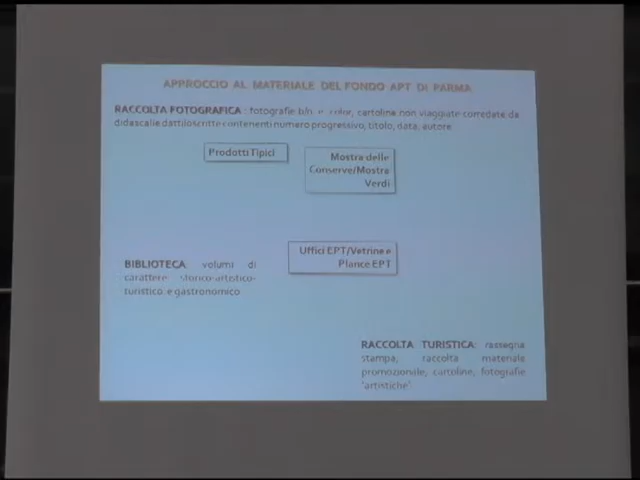 APPROCCIO AL MATERIALE DEL FONDO APT DI PARMA
RACCOLTA FOTOGRAFICA : fotografie b/n e color, cartoline non viaggiate corredate da
didascalie dattiloscritte contenenti numero progressivo, titolo, data, autore
Prodotti Tipici
Mostra delle
Conserve/Mostra
Verdi
Uffici EPT/Vetrine e
Plance EPT
BIBLIOTECA: volumi di
carattere storico-artistico-
turistico e gastronomico
RACCOLTA TURISTICA: rassegna
stampa, raccolta materiale
promozionale, cartoline, fotografie
"artistiche"